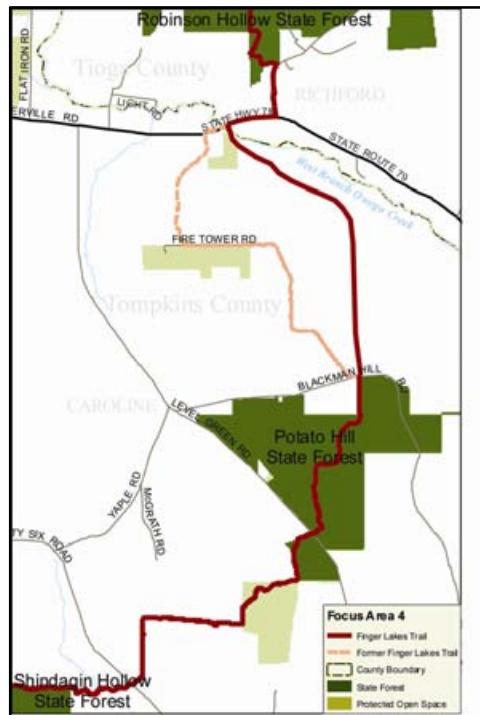 Robinson Hollow State Forest
FLAT IRON RD
Tioga County
LIGHT RD
RICHFORD
ERVILLE RD
STATE HWY 79
STATE ROUTE 79
West Branch Owego Creek
FIRE TOWER RD
Tompkins County
BLACKMAN HILL RD
CAROLINE
LEVEL GREEN RD
Potato Hill
State Forest
YAPLE RD
McGRATH RD
TY SIX ROAD
Shindagin Hollow
State Forest
Focus Area 4
Finger Lakes Trail
Former Finger Lakes Trail
County Boundary
State Forest
Protected Open Space